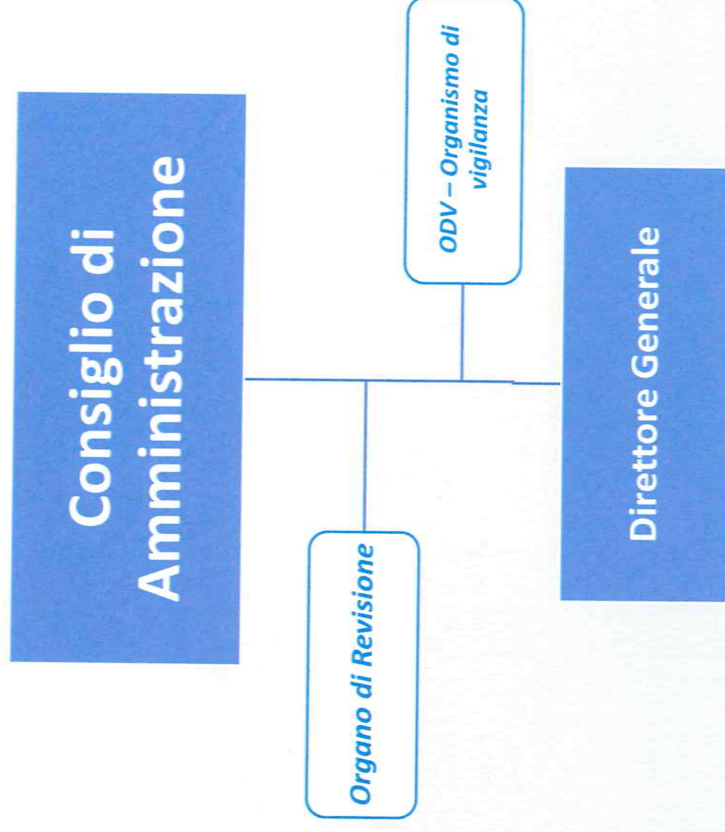 Consiglio di
Amministrazione
Organo di Revisione
ODV – Organismo di
vigilanza
Direttore Generale